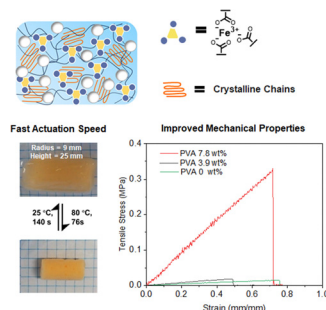 = Fe3+
= Crystalline Chains
Fast Actuation Speed
Improved Mechanical Properties
Radius = 9 mm
Height = 25 mm
25 °C,
140 s
80 °C,
76s
PVA 7.8 wt%
PVA 3.9 wt%
PVA 0 wt%
Tensile Stress (MPa)
0.4
0.3
0.2
0.1
0.0
0.0 0.2 0.4 0.6 0.8 1.0
Strain (mm/mm)